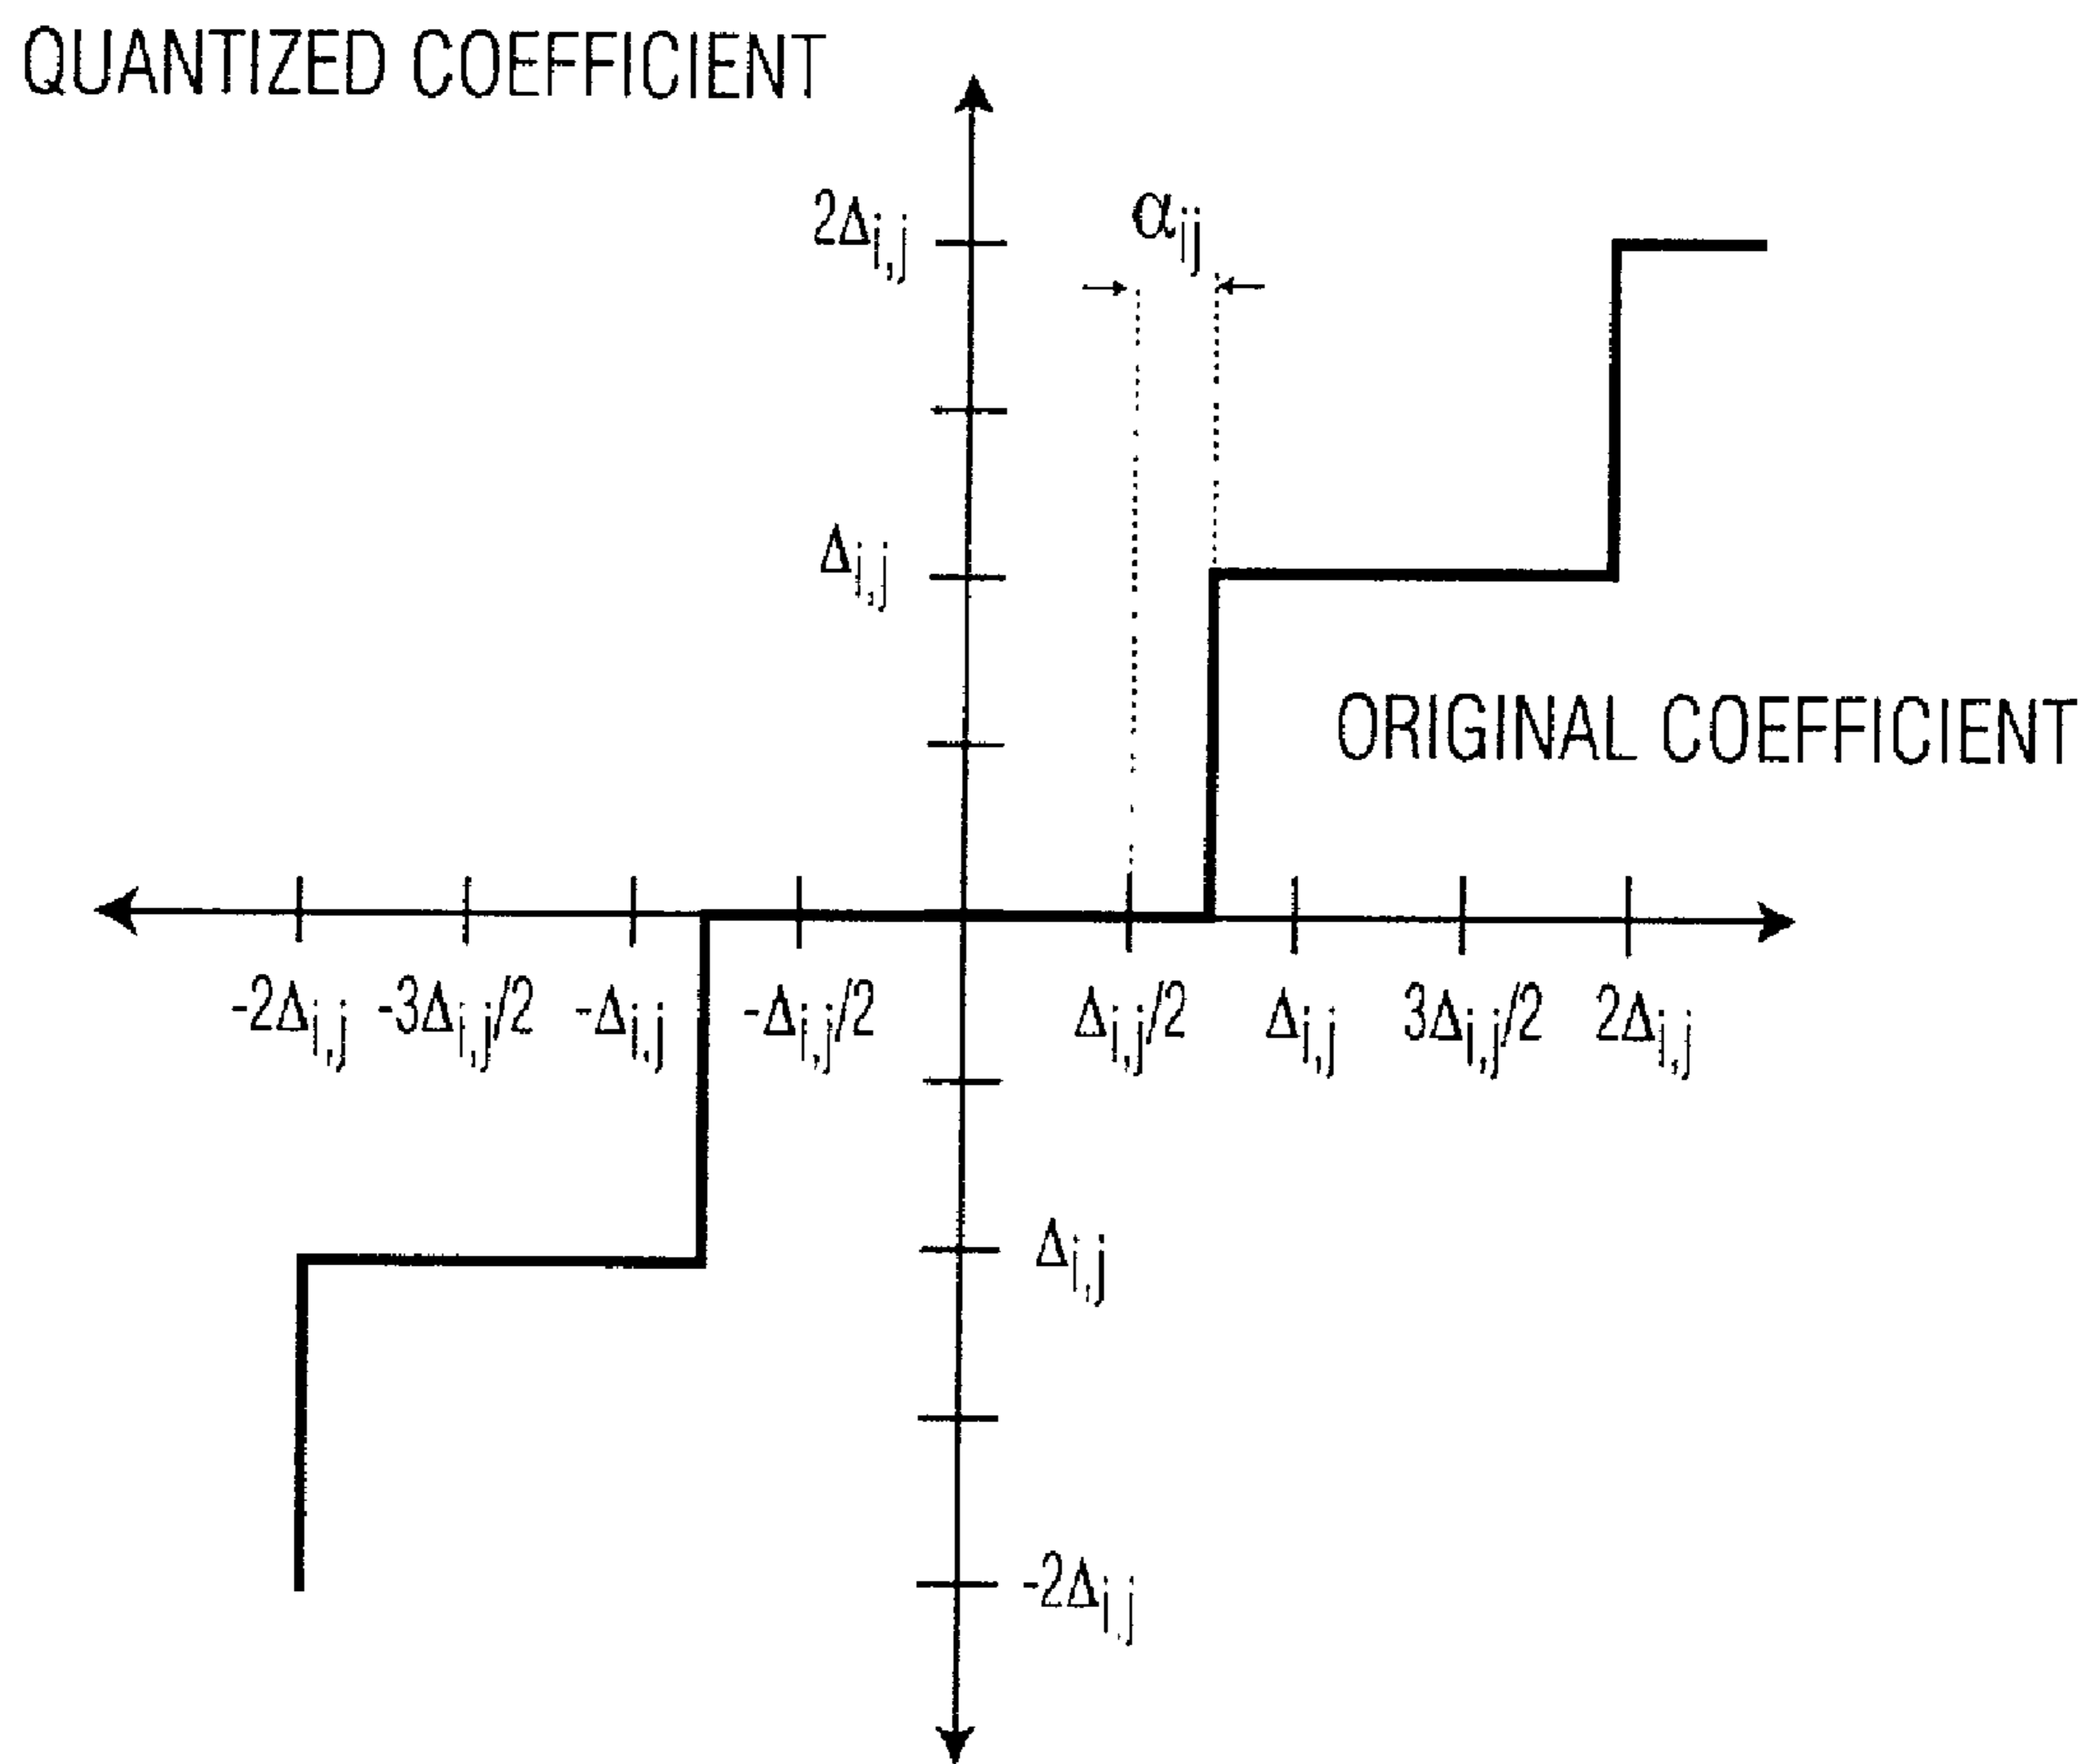 QUANTIZED COEFFICIENT
2Δi,j
αij
Δi,j
ORIGINAL COEFFICIENT
-2Δi,j -3Δi,j/2 -Δi,j -Δi,j/2 Δi,j/2 Δi,j 3Δi,j/2 2Δi,j
Δi,j
-2Δi,j